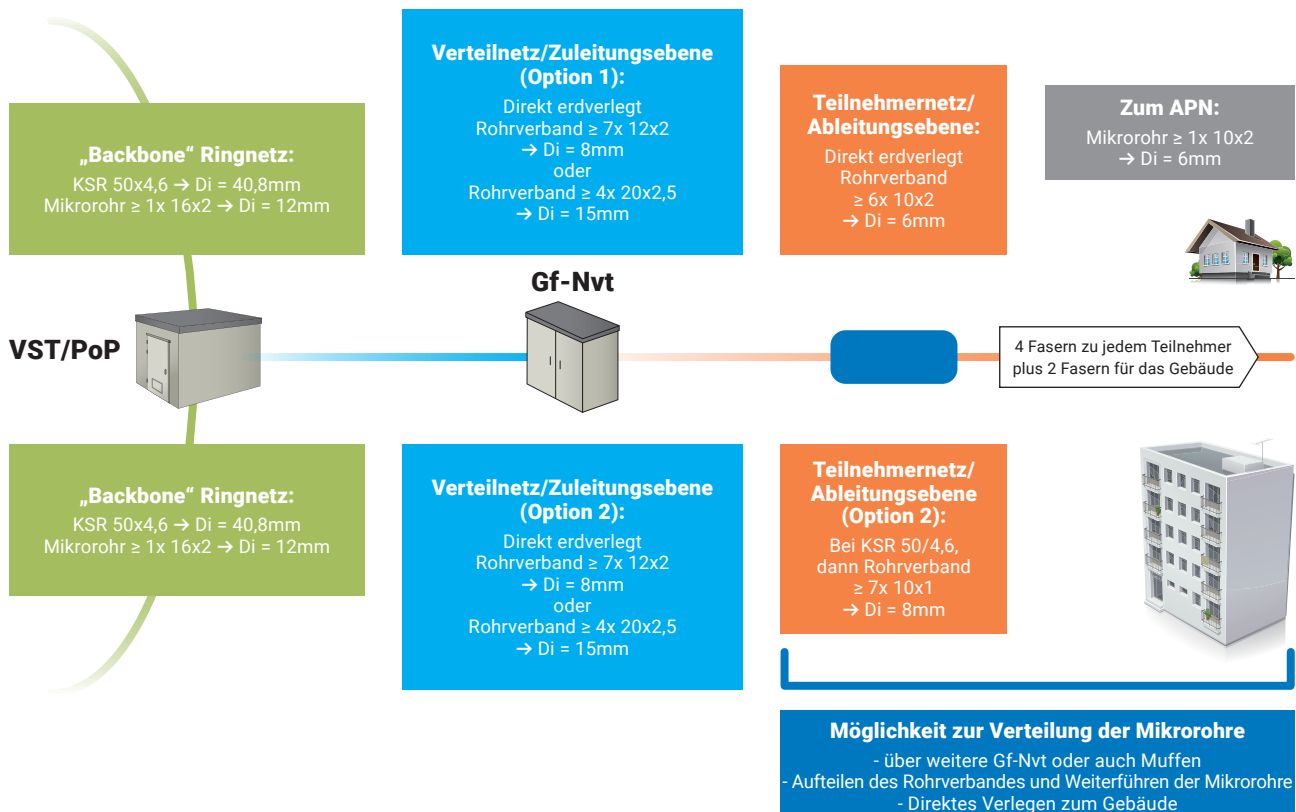 „Backbone“ Ringnetz:
KSR 50x4,6 → Di = 40,8mm
Mikrorohr ≥ 1x 16x2 → Di = 12mm
Verteilnetz/Zuleitungsebene
(Option 1):
Direkt erdverlegt
Rohrverband ≥ 7x 12x2
→ Di = 8mm
oder
Rohrverband ≥ 4x 20x2,5
→ Di = 15mm
Teilnehmernetz/
Ableitungsebene:
Direkt erdverlegt
Rohrverband
≥ 6x 10x2
→ Di = 6mm
Zum APN:
Mikrorohr ≥ 1x 10x2
→ Di = 6mm
VST/PoP
Gf-Nvt
4 Fasern zu jedem Teilnehmer
plus 2 Fasern für das Gebäude
„Backbone“ Ringnetz:
KSR 50x4,6 → Di = 40,8mm
Mikrorohr ≥ 1x 16x2 → Di = 12mm
Verteilnetz/Zuleitungsebene
(Option 2):
Direkt erdverlegt
Rohrverband ≥ 7x 12x2
→ Di = 8mm
oder
Rohrverband ≥ 4x 20x2,5
→ Di = 15mm
Teilnehmernetz/
Ableitungsebene
(Option 2):
Bei KSR 50/4,6,
dann Rohrverband
≥ 7x 10x1
→ Di = 8mm
Möglichkeit zur Verteilung der Mikrorohre
- über weitere Gf-Nvt oder auch Muffen
- Aufteilen des Rohrverbandes und Weiterführen der Mikrorohre
- Direktes Verlegen zum Gebäude